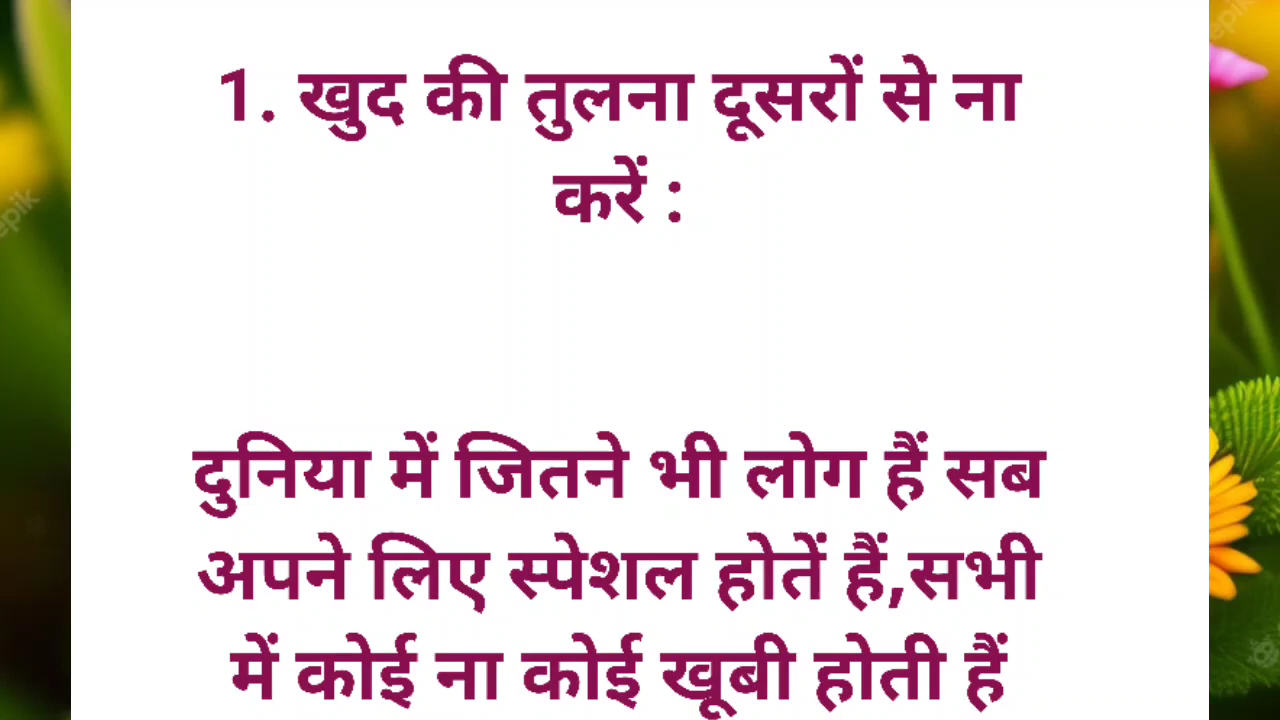 1. खुद की तुलना दूसरों से ना
करें :
दुनिया में जितने भी लोग हैं सब
अपने लिए स्पेशल होतें हैं,सभी
में कोई ना कोई खूबी होती हैं